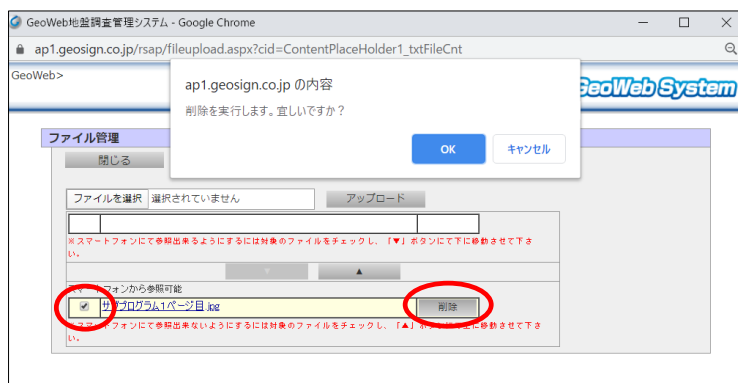 GeoWeb地盤調査管理システム - Google Chrome
ap1.geosign.co.jp/rsap/fileupload.aspx?cid=ContentPlaceHolder1_txtFileCnt
GeoWeb>
GeoWeb System
ap1.geosign.co.jp の内容
削除を実行します。宜しいですか？
OK キャンセル
ファイル管理
閉じる
ファイルを選択 選択されていません アップロード
※スマートフォンにて参照出来るようにするには対象のファイルをチェックし、「▼」ボタンにて下に移動させて下さ
い。
▼ ▲
スマートフォンから参照可能
サブプログラム1ページ目.jpg 削除
※スマートフォンにて参照出来ないようにするには対象のファイルをチェックし、「▲」ボタンにて上に移動させて下さ
い。